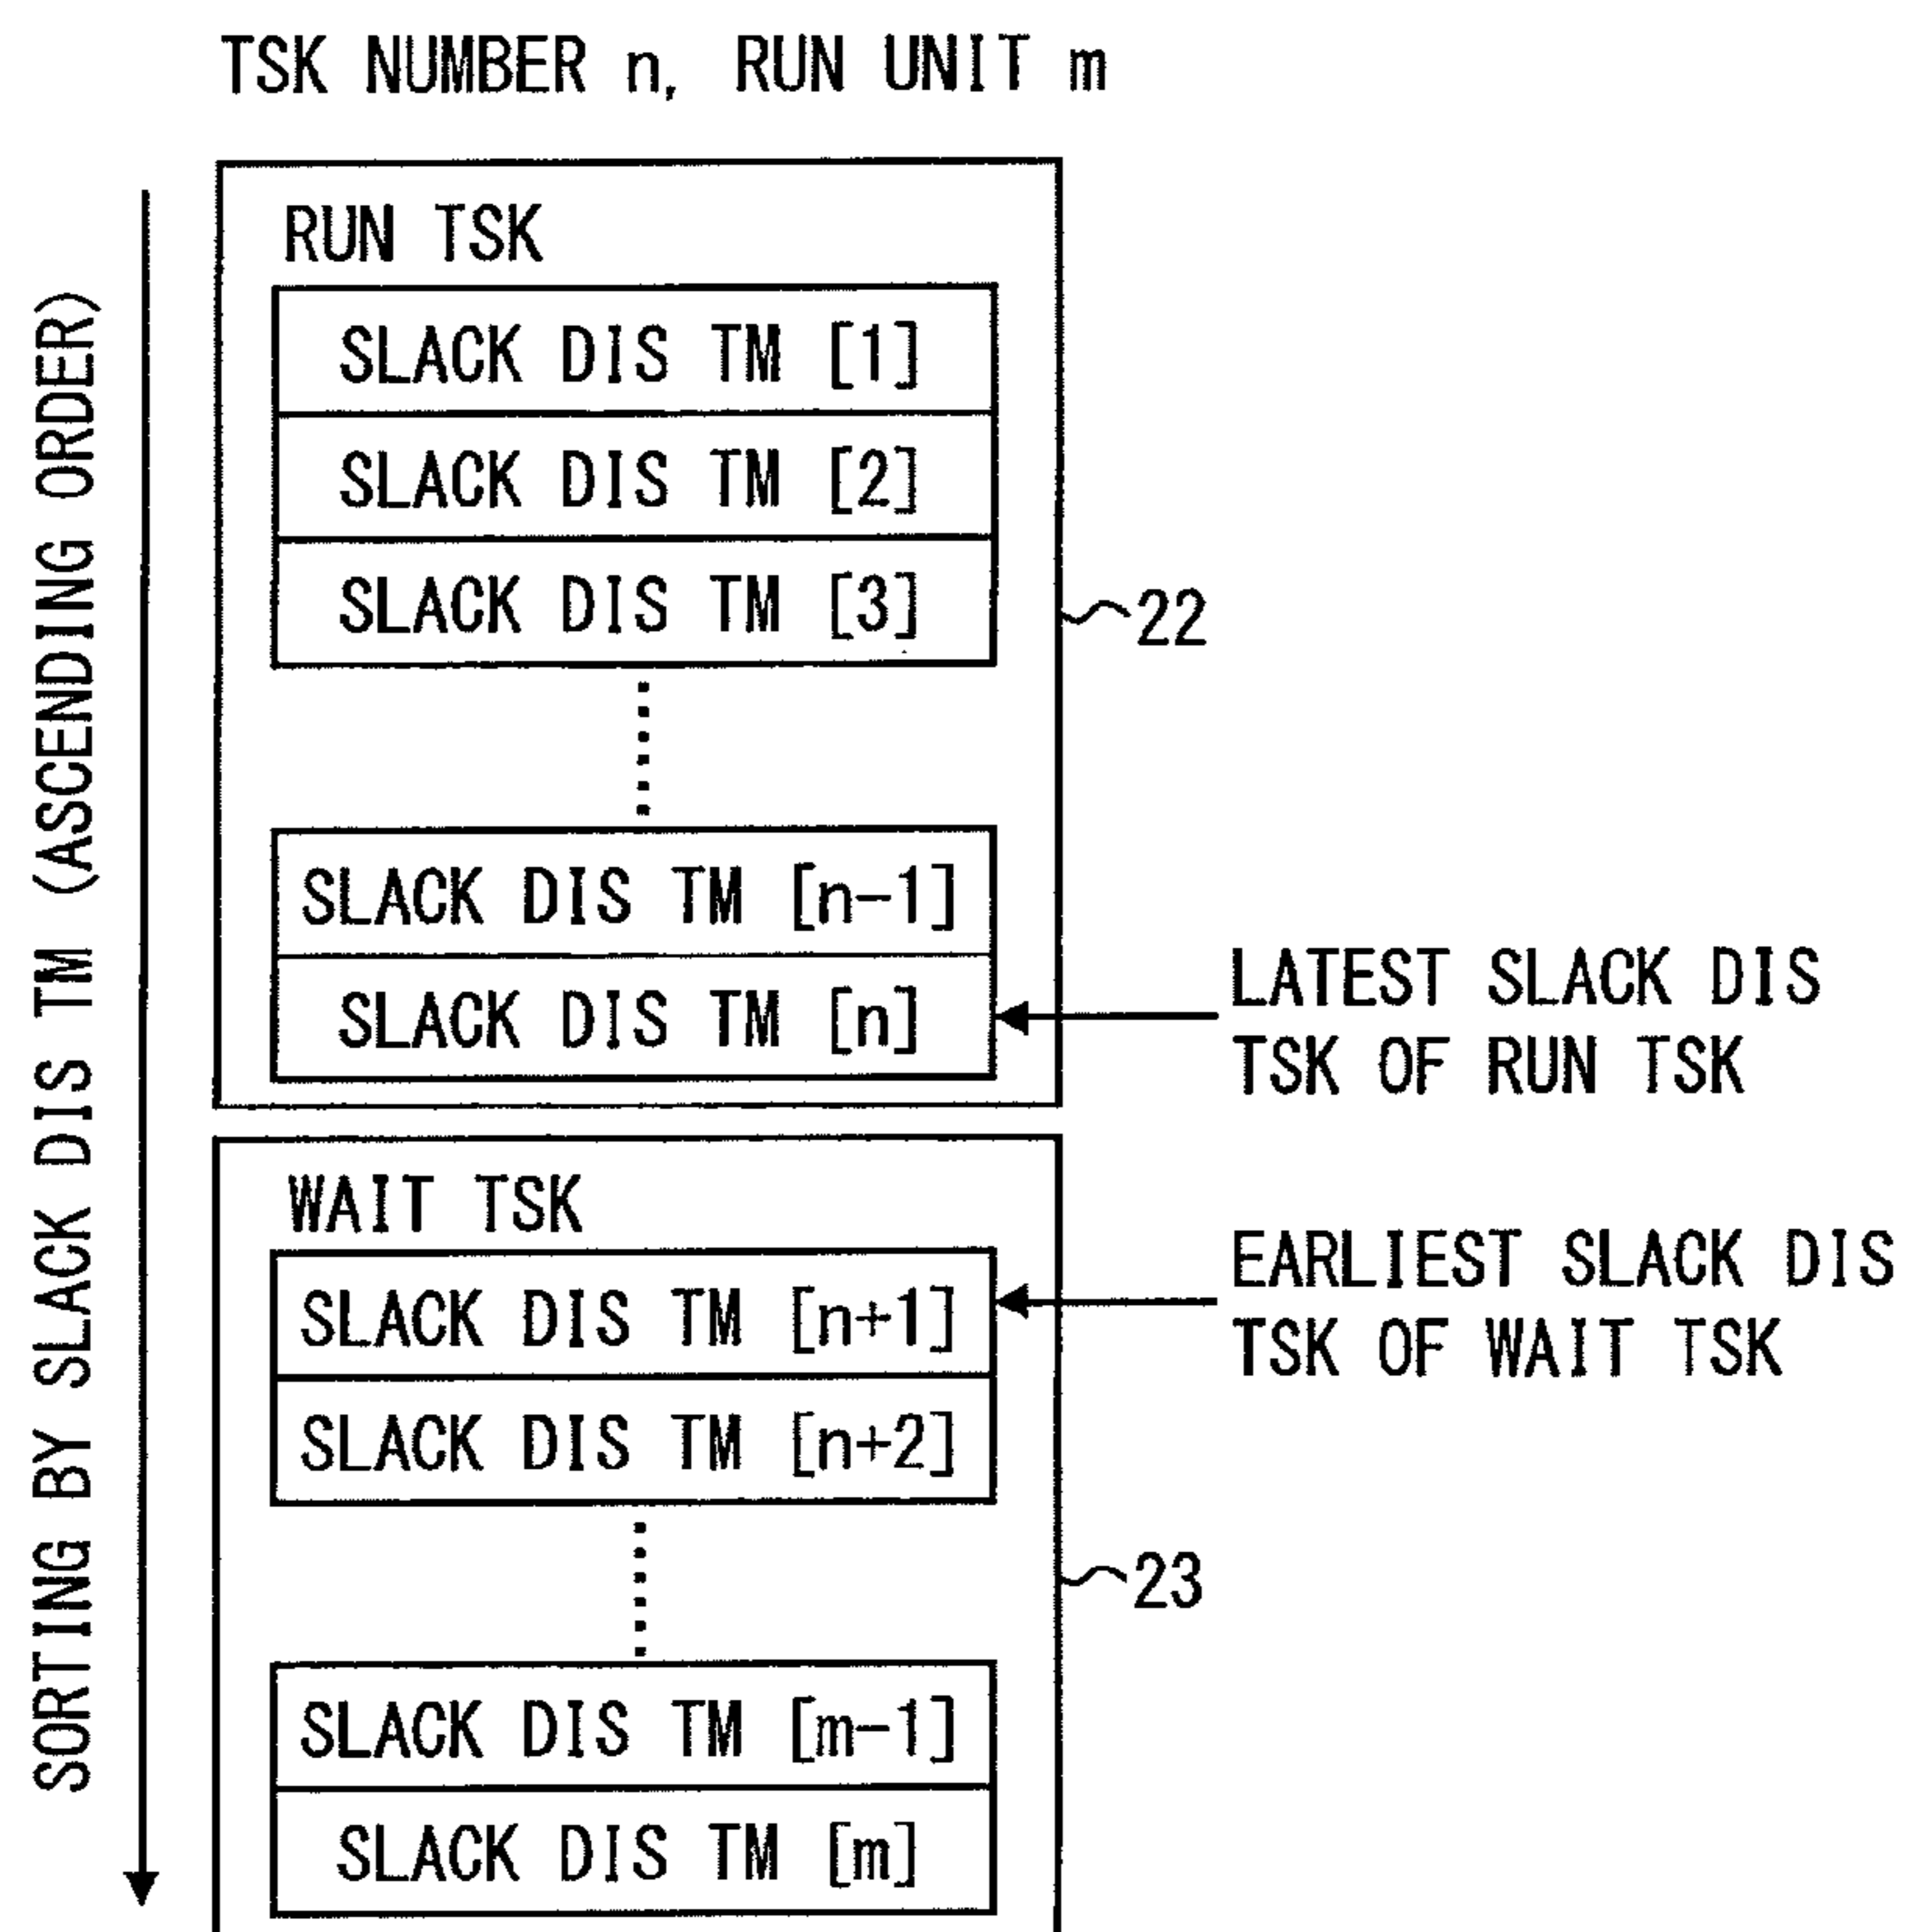 TSK NUMBER n, RUN UNIT m
SORTING BY SLACK DIS TM (ASCENDING ORDER)
RUN TSK
SLACK DIS TM [1]
SLACK DIS TM [2]
SLACK DIS TM [3]
22
SLACK DIS TM [n-1]
SLACK DIS TM [n]
LATEST SLACK DIS
TSK OF RUN TSK
WAIT TSK
SLACK DIS TM [n+1]
EARLIEST SLACK DIS
TSK OF WAIT TSK
SLACK DIS TM [n+2]
23
SLACK DIS TM [m-1]
SLACK DIS TM [m]